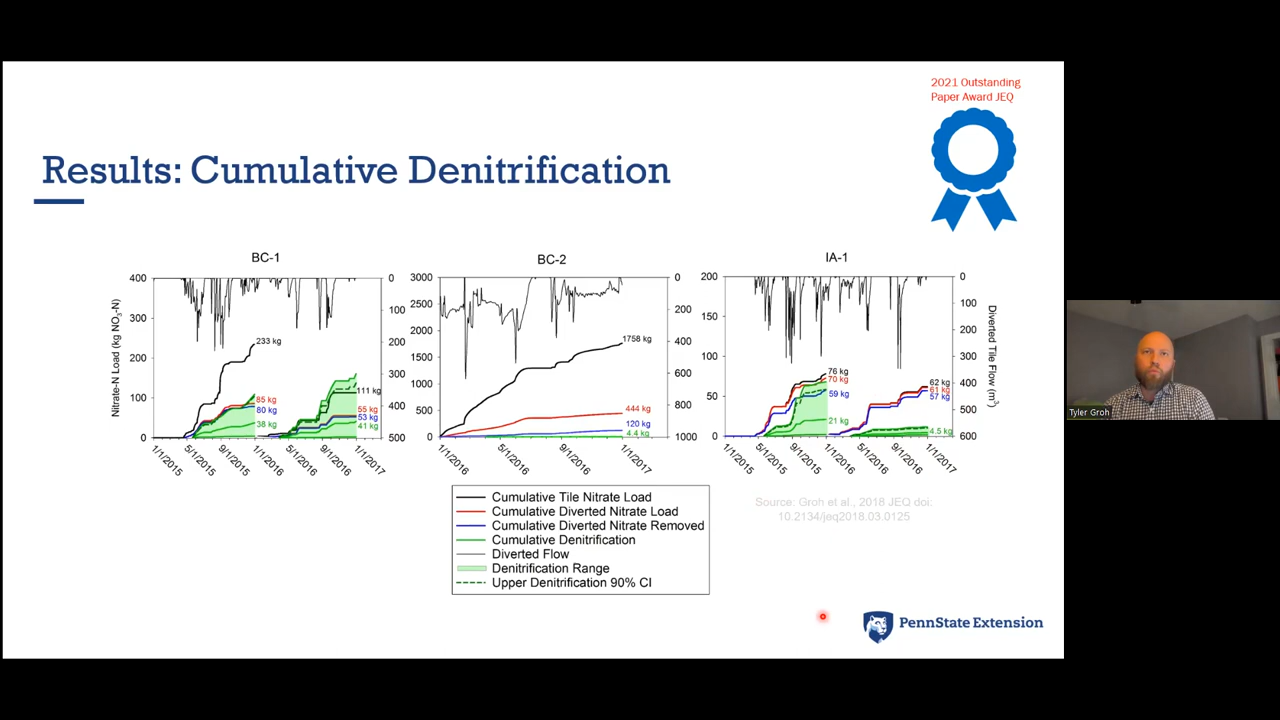 2021 Outstanding
Paper Award JEQ
Results: Cumulative Denitrification
BC-1
BC-2
IA-1
Nitrate-N Load (kg NO3-N)
400
300
200
100
0
0
100
200
300
400
500
233 kg
85 kg
80 kg
38 kg
111 kg
55 kg
53 kg
41 kg
1/1/2015
5/1/2015
9/1/2015
1/1/2016
5/1/2016
9/1/2016
1/1/2017
3000
2500
2000
1500
1000
500
0
0
200
400
600
800
1000
1758 kg
444 kg
120 kg
4.4 kg
1/1/2016
5/1/2016
9/1/2016
1/1/2017
200
150
100
50
0
0
100
200
300
400
500
600
76 kg
70 kg
59 kg
21 kg
62 kg
61 kg
57 kg
4.5 kg
1/1/2015
5/1/2015
9/1/2015
1/1/2016
5/1/2016
9/1/2016
1/1/2017
Diverted Tile Flow (m3)
Cumulative Tile Nitrate Load
Cumulative Diverted Nitrate Load
Cumulative Diverted Nitrate Removed
Cumulative Denitrification
Diverted Flow
Denitrification Range
Upper Denitrification 90% CI
Source: Groh et al., 2018 JEQ doi:
10.2134/jeq2018.03.0125
PennState Extension
Tyler Groh